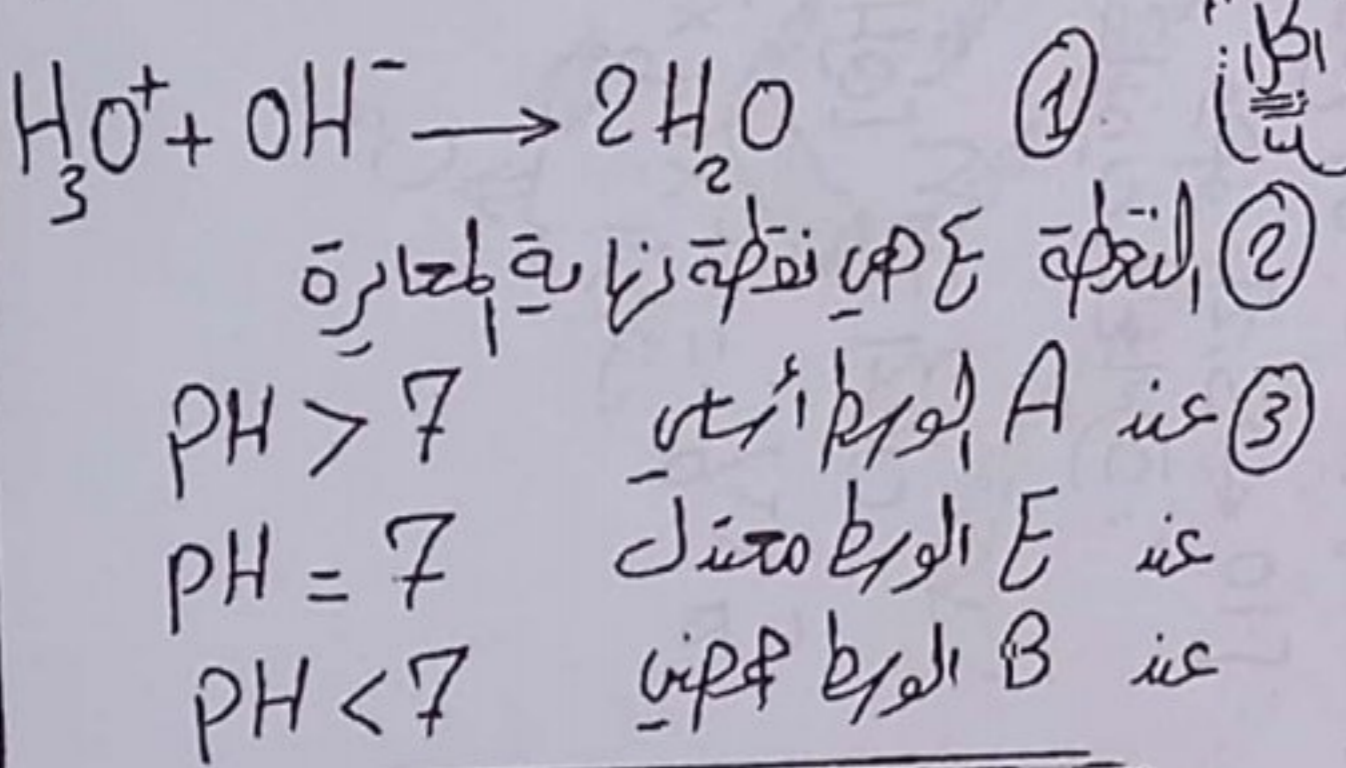 ① H₃O⁺ + OH⁻ → 2H₂O
② النقطة E هي نقطة نهاية المعايرة
③ عند A الوسط أساسي pH > 7
عند E الوسط معتدل pH = 7
عند B الوسط حمضي pH < 7